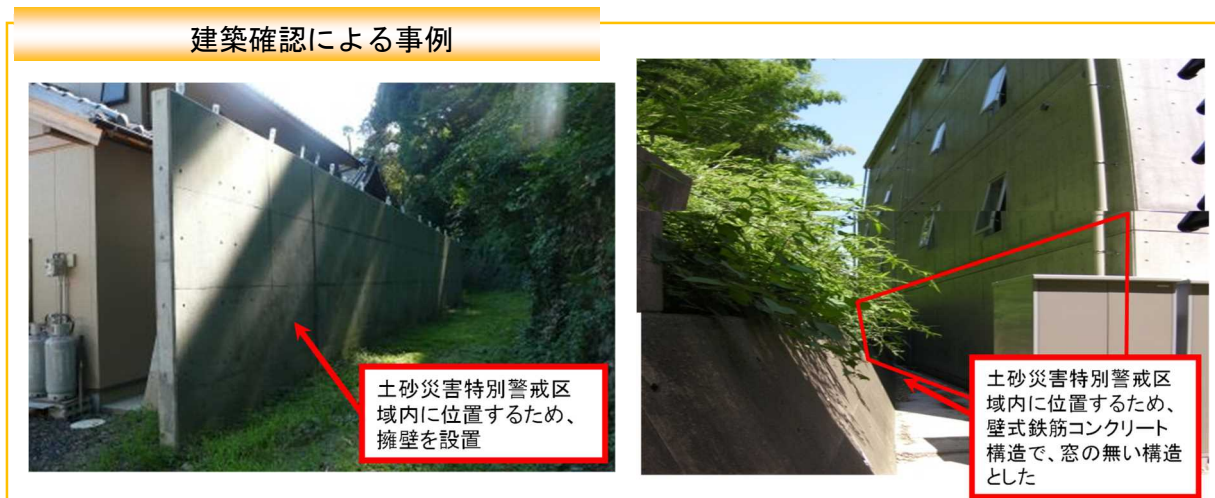 建築確認による事例
土砂災害特別警戒区
域内に位置するため、
擁壁を設置
土砂災害特別警戒区
域内に位置するため、
壁式鉄筋コンクリート
構造で、窓の無い構造
とした